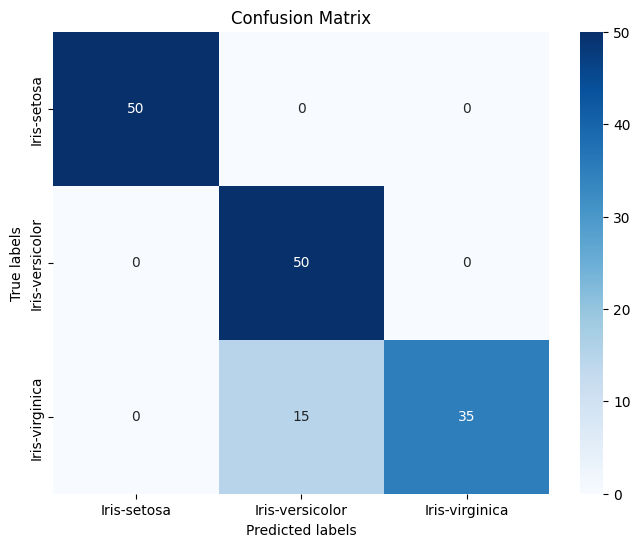 Confusion Matrix
True labels
Iris-setosa
50 0 0
Iris-versicolor
0 50 0
Iris-virginica
0 15 35
Iris-setosa Iris-versicolor Iris-virginica
Predicted labels
50
40
30
20
10
0